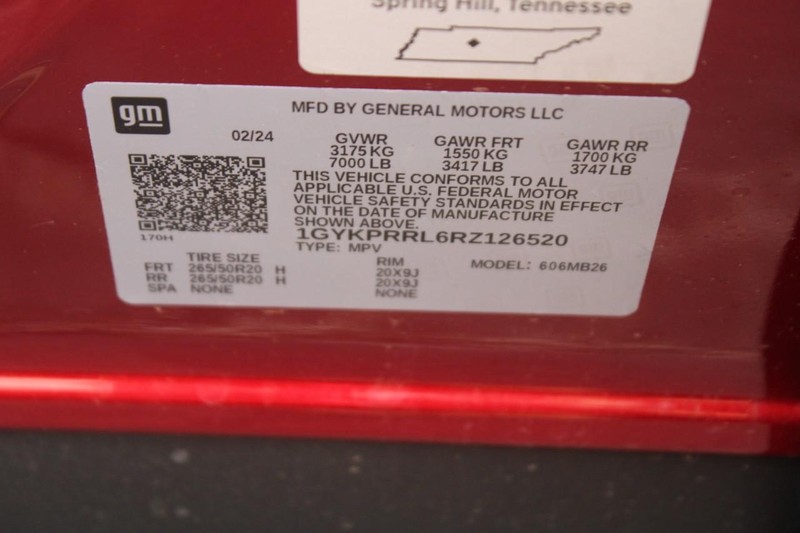 Spring Hill, Tennessee
gm
MFD BY GENERAL MOTORS LLC
02/24 GVWR GAWR FRT GAWR RR
3175 KG 1550 KG 1700 KG
7000 LB 3417 LB 3747 LB
THIS VEHICLE CONFORMS TO ALL
APPLICABLE U.S. FEDERAL MOTOR
VEHICLE SAFETY STANDARDS IN EFFECT
ON THE DATE OF MANUFACTURE
SHOWN ABOVE.
170H
1GYKPRRL6RZ126520
TYPE: MPV
TIRE SIZE RIM MODEL: 606MB26
FRT 265/50R20 H 20X9J
RR 265/50R20 H 20X9J
SPA NONE NONE